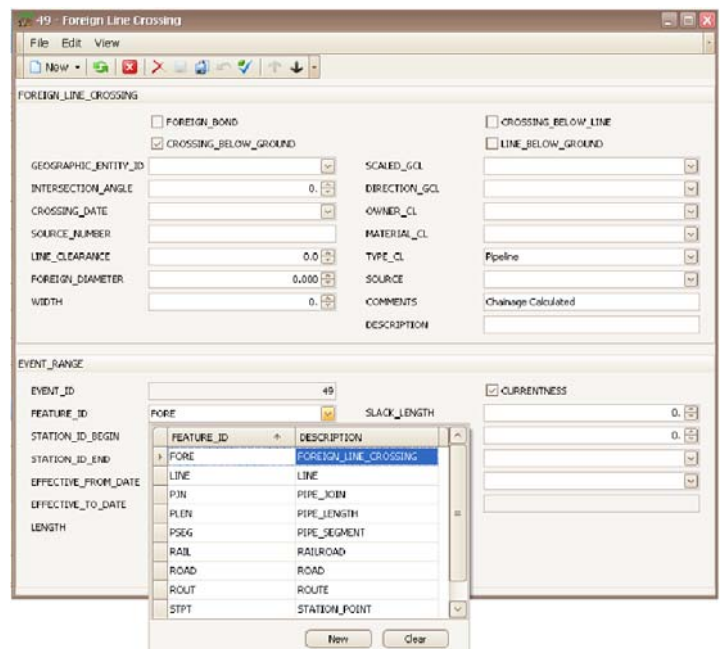 49 - Foreign Line Crossing
File Edit View
New
FOREIGN_LINE_CROSSING
FOREIGN_BOND CROSSING_BELOW_LINE
CROSSING_BELOW_GROUND LINE_BELOW_GROUND
GEOGRAPHIC_ENTITY_ID SCALED_GCL
INTERSECTION_ANGLE 0. DIRECTION_GCL
CROSSING_DATE OWNER_CL
SOURCE_NUMBER MATERIAL_CL
LINE_CLEARANCE 0.0 TYPE_CL Pipeline
FOREIGN_DIAMETER 0.000 SOURCE
WIDTH 0. COMMENTS Chainage Calculated
DESCRIPTION
EVENT_RANGE
EVENT_ID 49 CURRENTNESS
FEATURE_ID FORE SLACK_LENGTH 0.
STATION_ID_BEGIN 0.
STATION_ID_END
EFFECTIVE_FROM_DATE
EFFECTIVE_TO_DATE
LENGTH
FEATURE_ID DESCRIPTION
FORE FOREIGN_LINE_CROSSING
LINE LINE
PJN PIPE_JOIN
PLEN PIPE_LENGTH
PSEG PIPE_SEGMENT
RAIL RAILROAD
ROAD ROAD
ROUT ROUTE
STPT STATION_POINT
New Clear